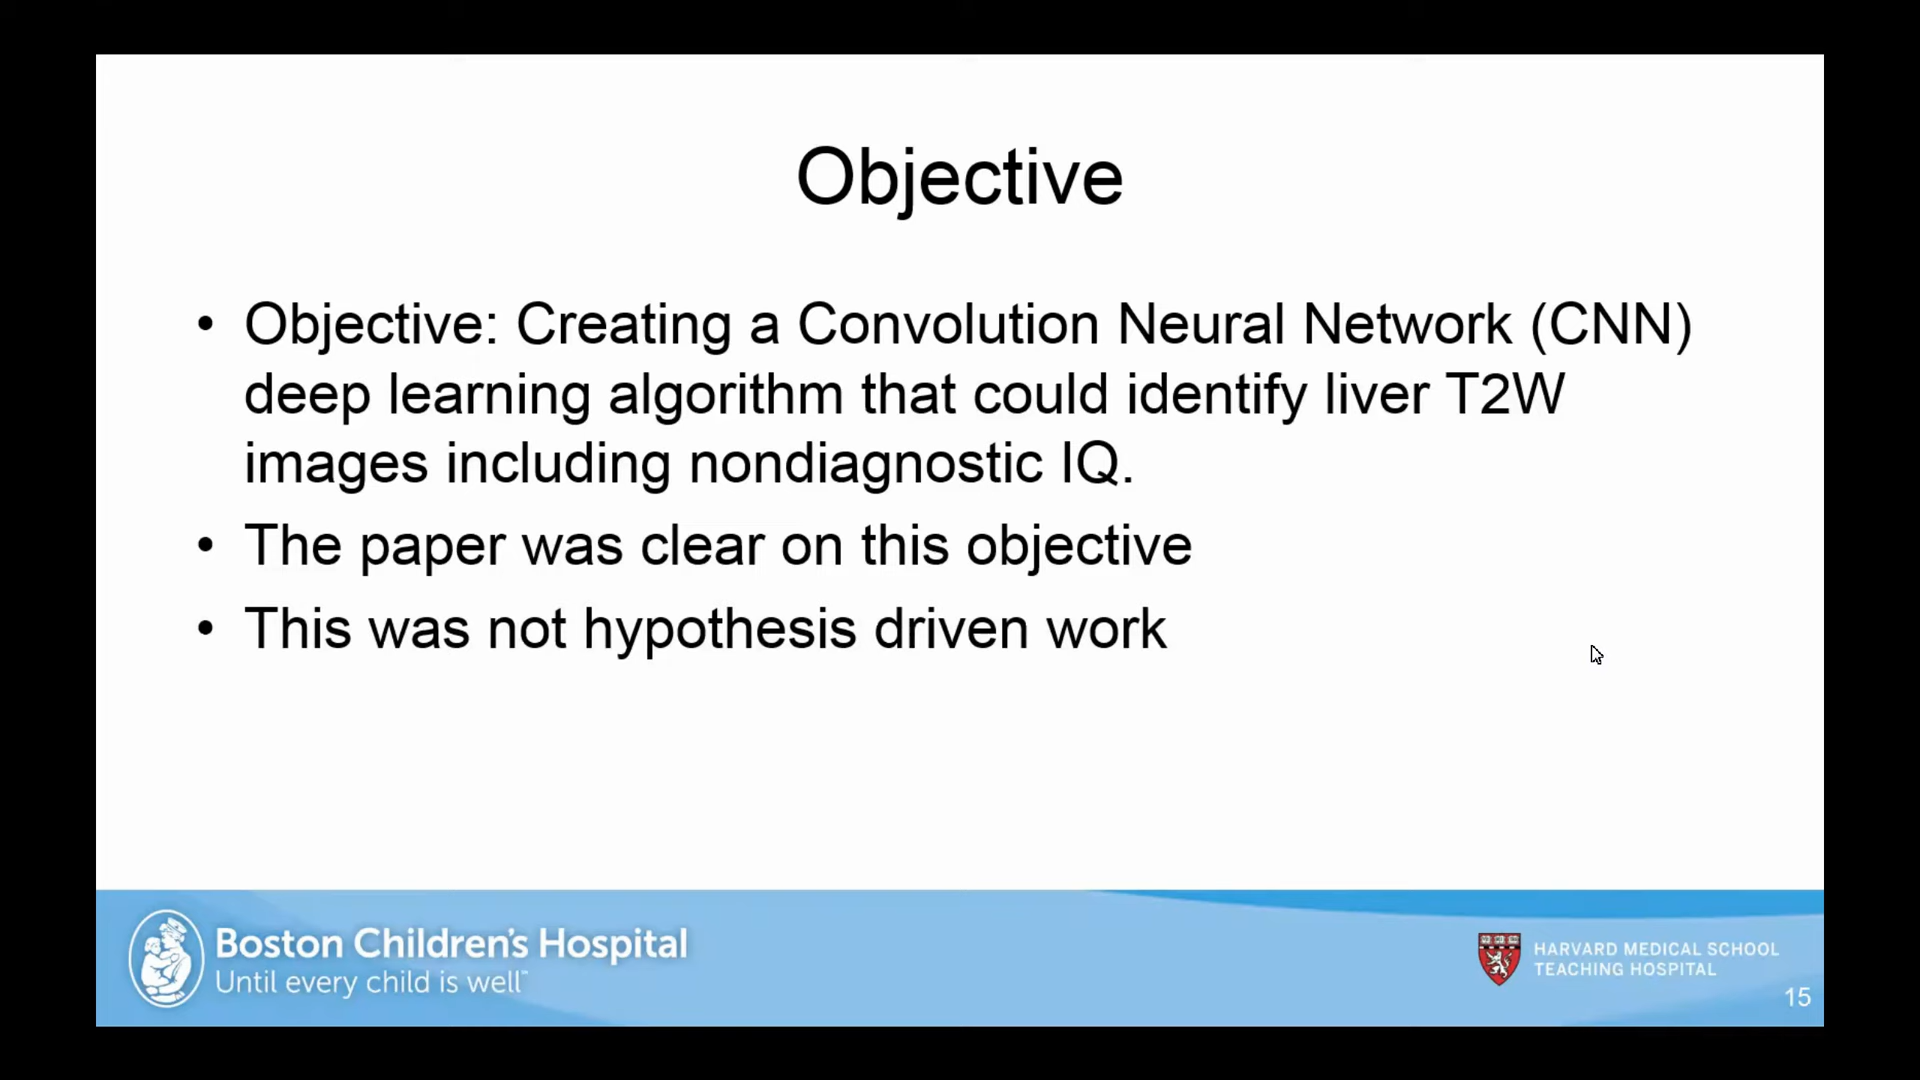 Objective
• Objective: Creating a Convolution Neural Network (CNN)
deep learning algorithm that could identify liver T2W
images including nondiagnostic IQ.
• The paper was clear on this objective
• This was not hypothesis driven work
Boston Children's Hospital
Until every child is well™
HARVARD MEDICAL SCHOOL
TEACHING HOSPITAL
15